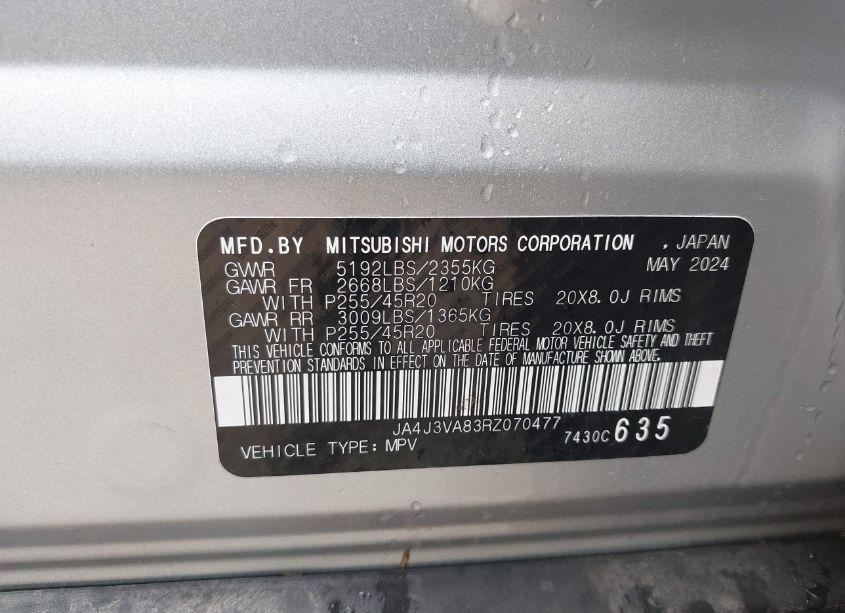 MFD.BY MITSUBISHI MOTORS CORPORATION , JAPAN
GWWR 5192LBS/2355KG MAY 2024
GAWR FR 2668LBS/1210KG
WITH P255/45R20 TIRES 20X8.0J RIMS
GAWR RR 3009LBS/1365KG
WITH P255/45R20 TIRES 20X8.0J RIMS
THIS VEHICLE CONFORMS TO ALL APPLICABLE FEDERAL MOTOR VEHICLE SAFETY AND THEFT
PREVENTION STANDARDS IN EFFECT ON THE DATE OF MANUFACTURE SHOWN ABOVE.
JA4J3VA83RZ070477
VEHICLE TYPE: MPV 7430C 635